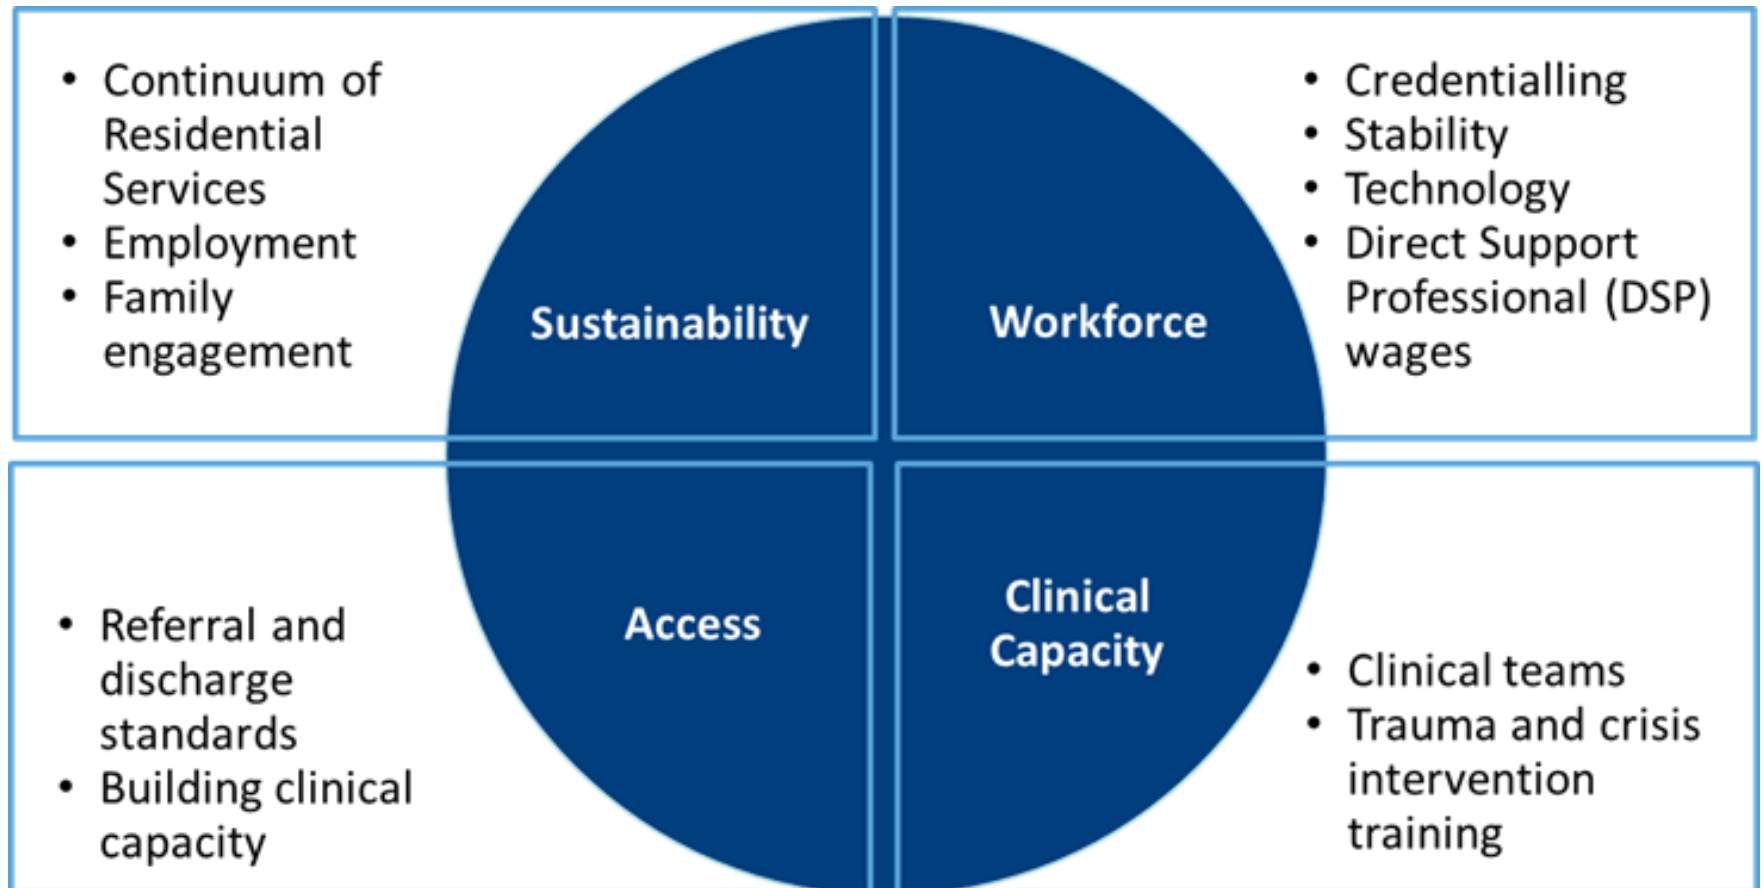 • Continuum of
Residential
Services
• Employment
• Family
engagement
Sustainability
Workforce
• Credentialling
• Stability
• Technology
• Direct Support
Professional (DSP)
wages
• Referral and
discharge
standards
• Building clinical
capacity
Access
Clinical
Capacity
• Clinical teams
• Trauma and crisis
intervention
training